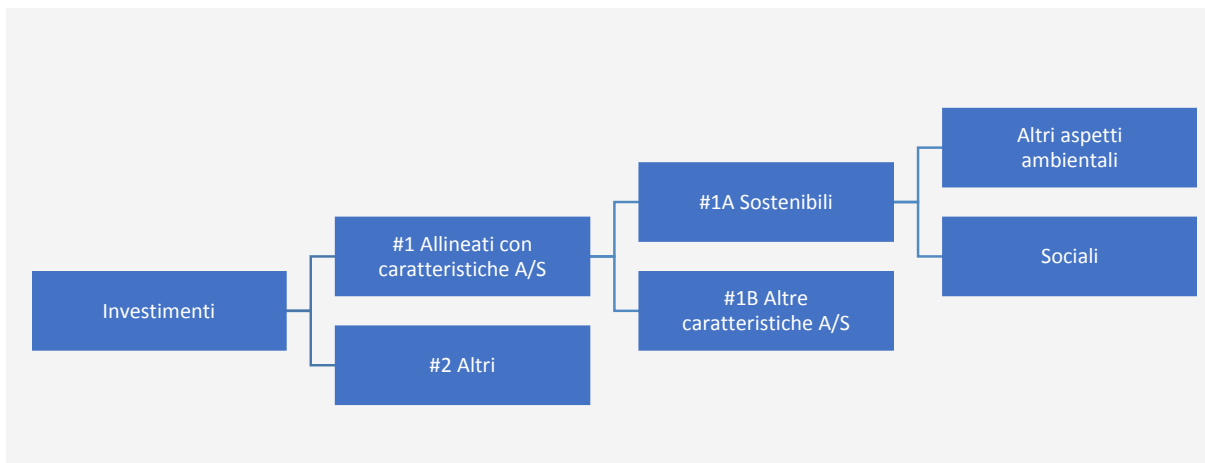 Investimenti
#1 Allineati con
caratteristiche A/S
#2 Altri
#1A Sostenibili
#1B Altre
caratteristiche A/S
Altri aspetti
ambientali
Sociali